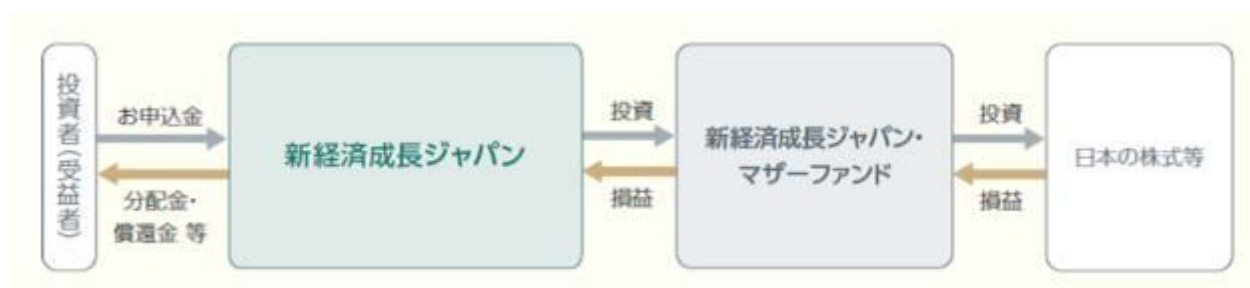 投資者(受益者)
お申込金
分配金・
償還金 等
新経済成長ジャパン
投資
損益
新経済成長ジャパン・
マザーファンド
投資
損益
日本の株式等